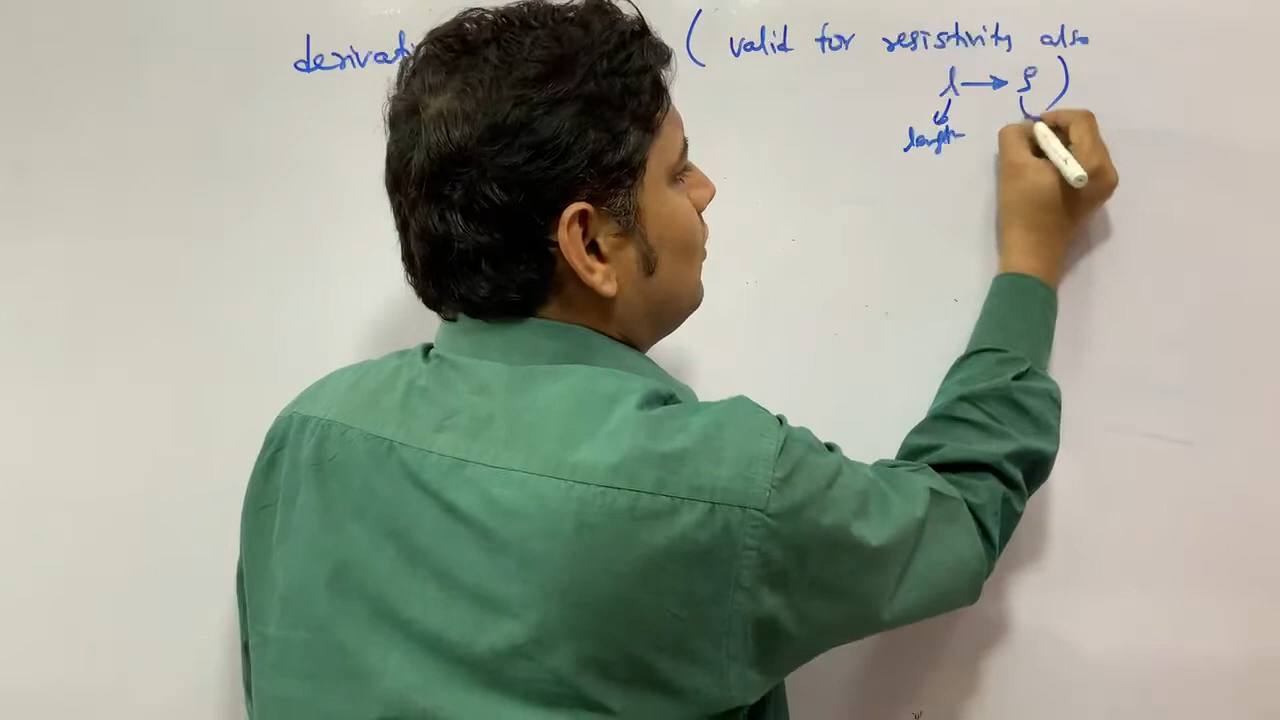 derivati ( valid for resistivity also
l → ρ )
length